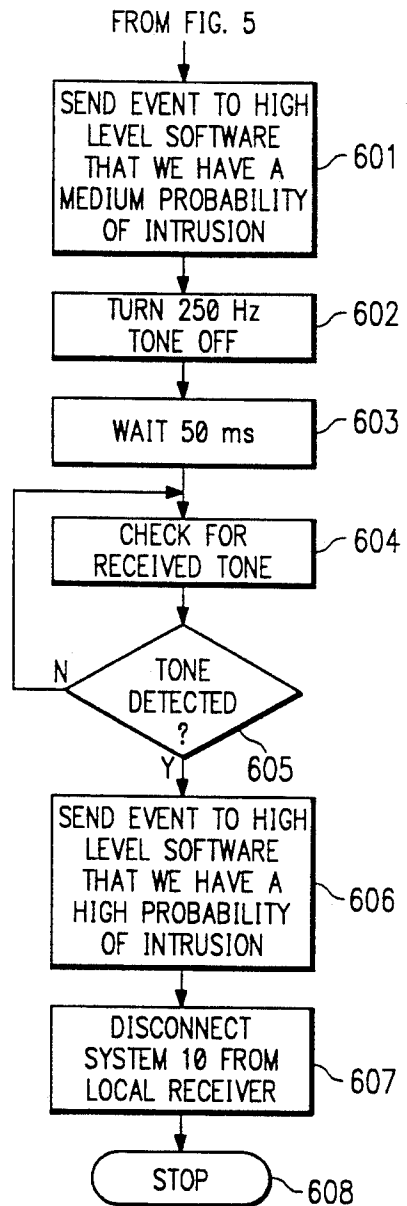 FROM FIG. 5
SEND EVENT TO HIGH
LEVEL SOFTWARE
THAT WE HAVE A
MEDIUM PROBABILITY
OF INTRUSION
601
TURN 250 Hz
TONE OFF
602
WAIT 50 ms
603
CHECK FOR
RECEIVED TONE
604
N
TONE
DETECTED
?
605
Y
SEND EVENT TO HIGH
LEVEL SOFTWARE
THAT WE HAVE A
HIGH PROBABILITY
OF INTRUSION
606
DISCONNECT
SYSTEM 10 FROM
LOCAL RECEIVER
607
STOP
608